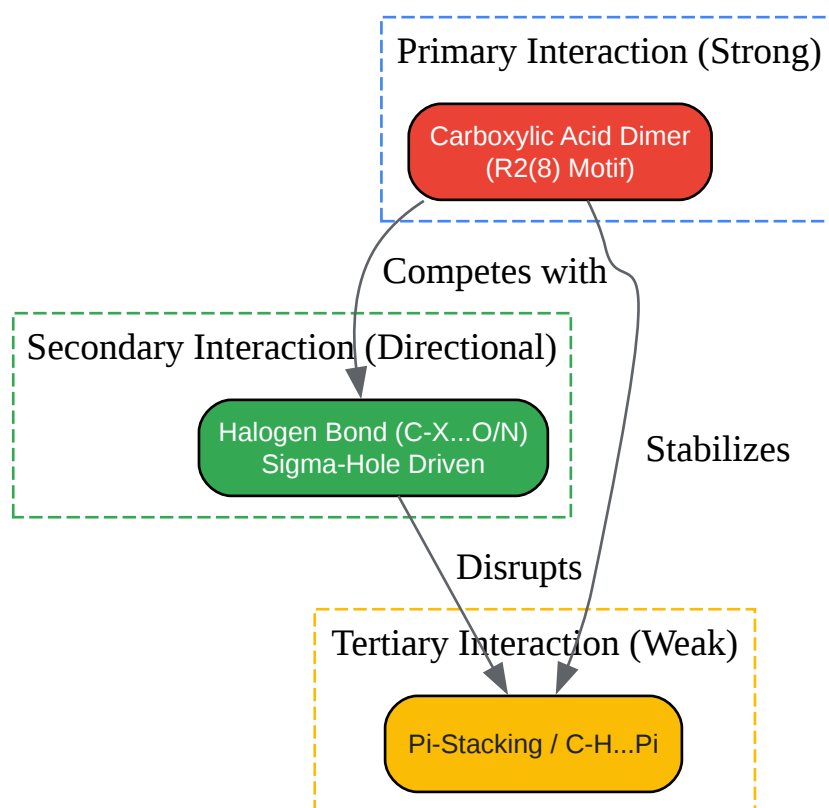 Primary Interaction (Strong)
Carboxylic Acid Dimer
(R2(8) Motif)
Competes with
Secondary Interaction (Directional)
Halogen Bond (C-X...O/N)
Sigma-Hole Driven
Stabilizes
Disrupts
Tertiary Interaction (Weak)
Pi-Stacking / C-H...Pi